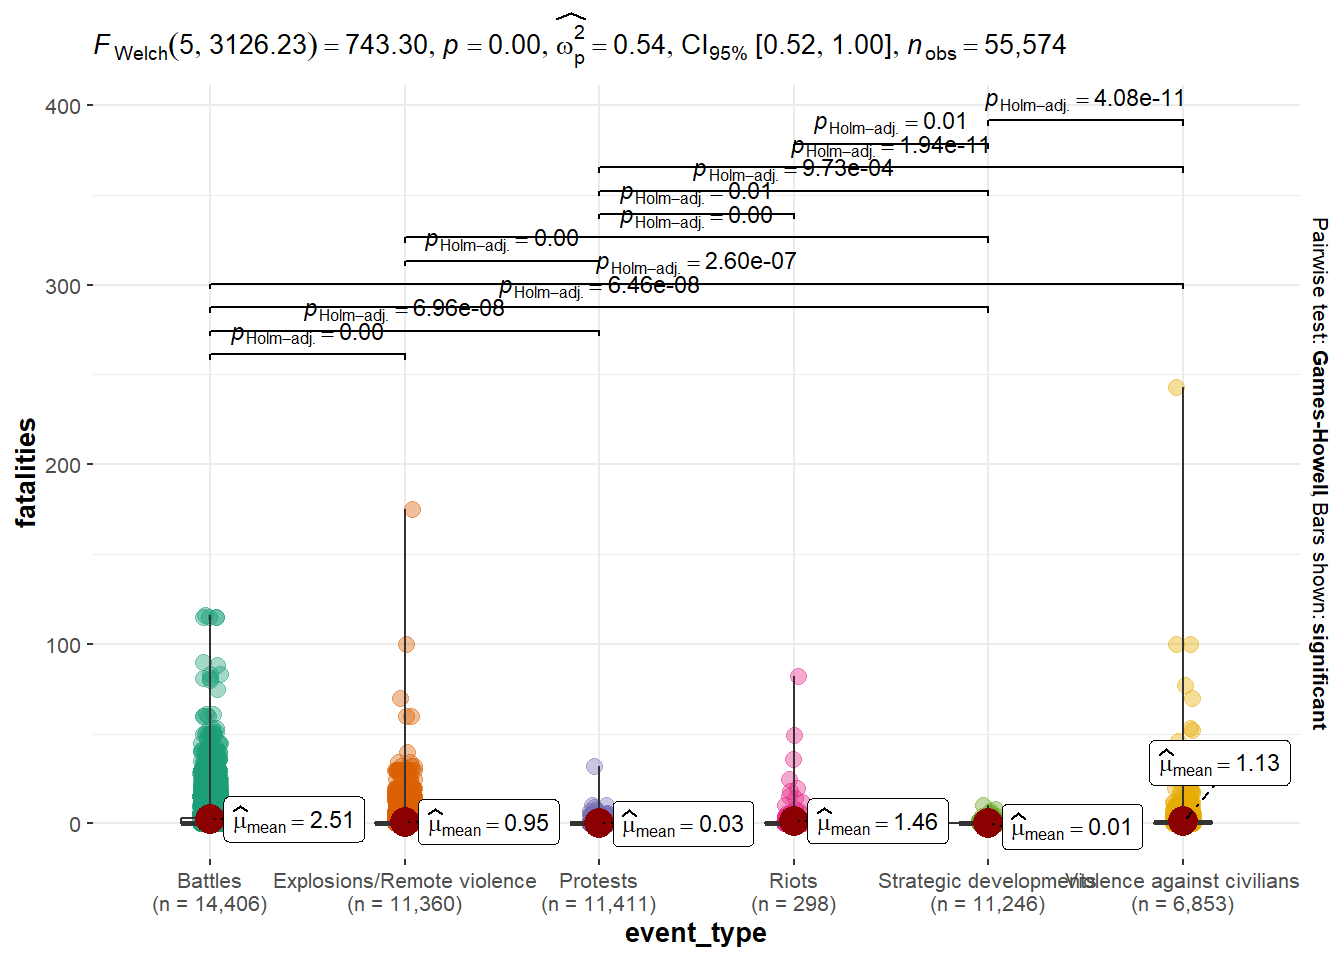 F Welch(5, 3126.23) = 743.30, p = 0.00, ω̂²p = 0.54, CI95% [0.52, 1.00], nobs = 55,574
pHolm–adj. = 4.08e-11
pHolm–adj. = 0.01
pHolm–adj. = 1.94e-11
pHolm–adj. = 9.73e-04
pHolm–adj. = 0.01
pHolm–adj. = 0.00
pHolm–adj. = 0.00
pHolm–adj. = 2.60e-07
pHolm–adj. = 6.46e-08
pHolm–adj. = 6.96e-08
pHolm–adj. = 0.00
400
300
200
100
0
fatalities
Pairwise test: Games-Howell, Bars shown: significant
μ̂mean = 2.51
μ̂mean = 0.95
μ̂mean = 0.03
μ̂mean = 1.46
μ̂mean = 0.01
μ̂mean = 1.13
Battles
(n = 14,406)
Explosions/Remote violence
(n = 11,360)
Protests
(n = 11,411)
Riots
(n = 298)
Strategic developments
(n = 11,246)
Violence against civilians
(n = 6,853)
event_type